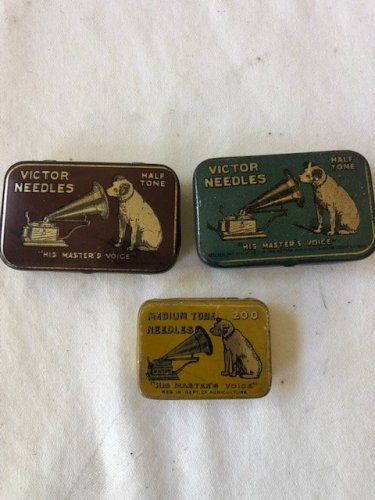 VICTOR
NEEDLES
HALF
TONE
"HIS MASTER'S VOICE"
VICTOR
NEEDLES
HALF
TONE
"HIS MASTER'S VOICE"
MEDIUM TONE
NEEDLES
200
"HIS MASTER'S VOICE"
REG. IN DEPT. OF AGRICULTURE